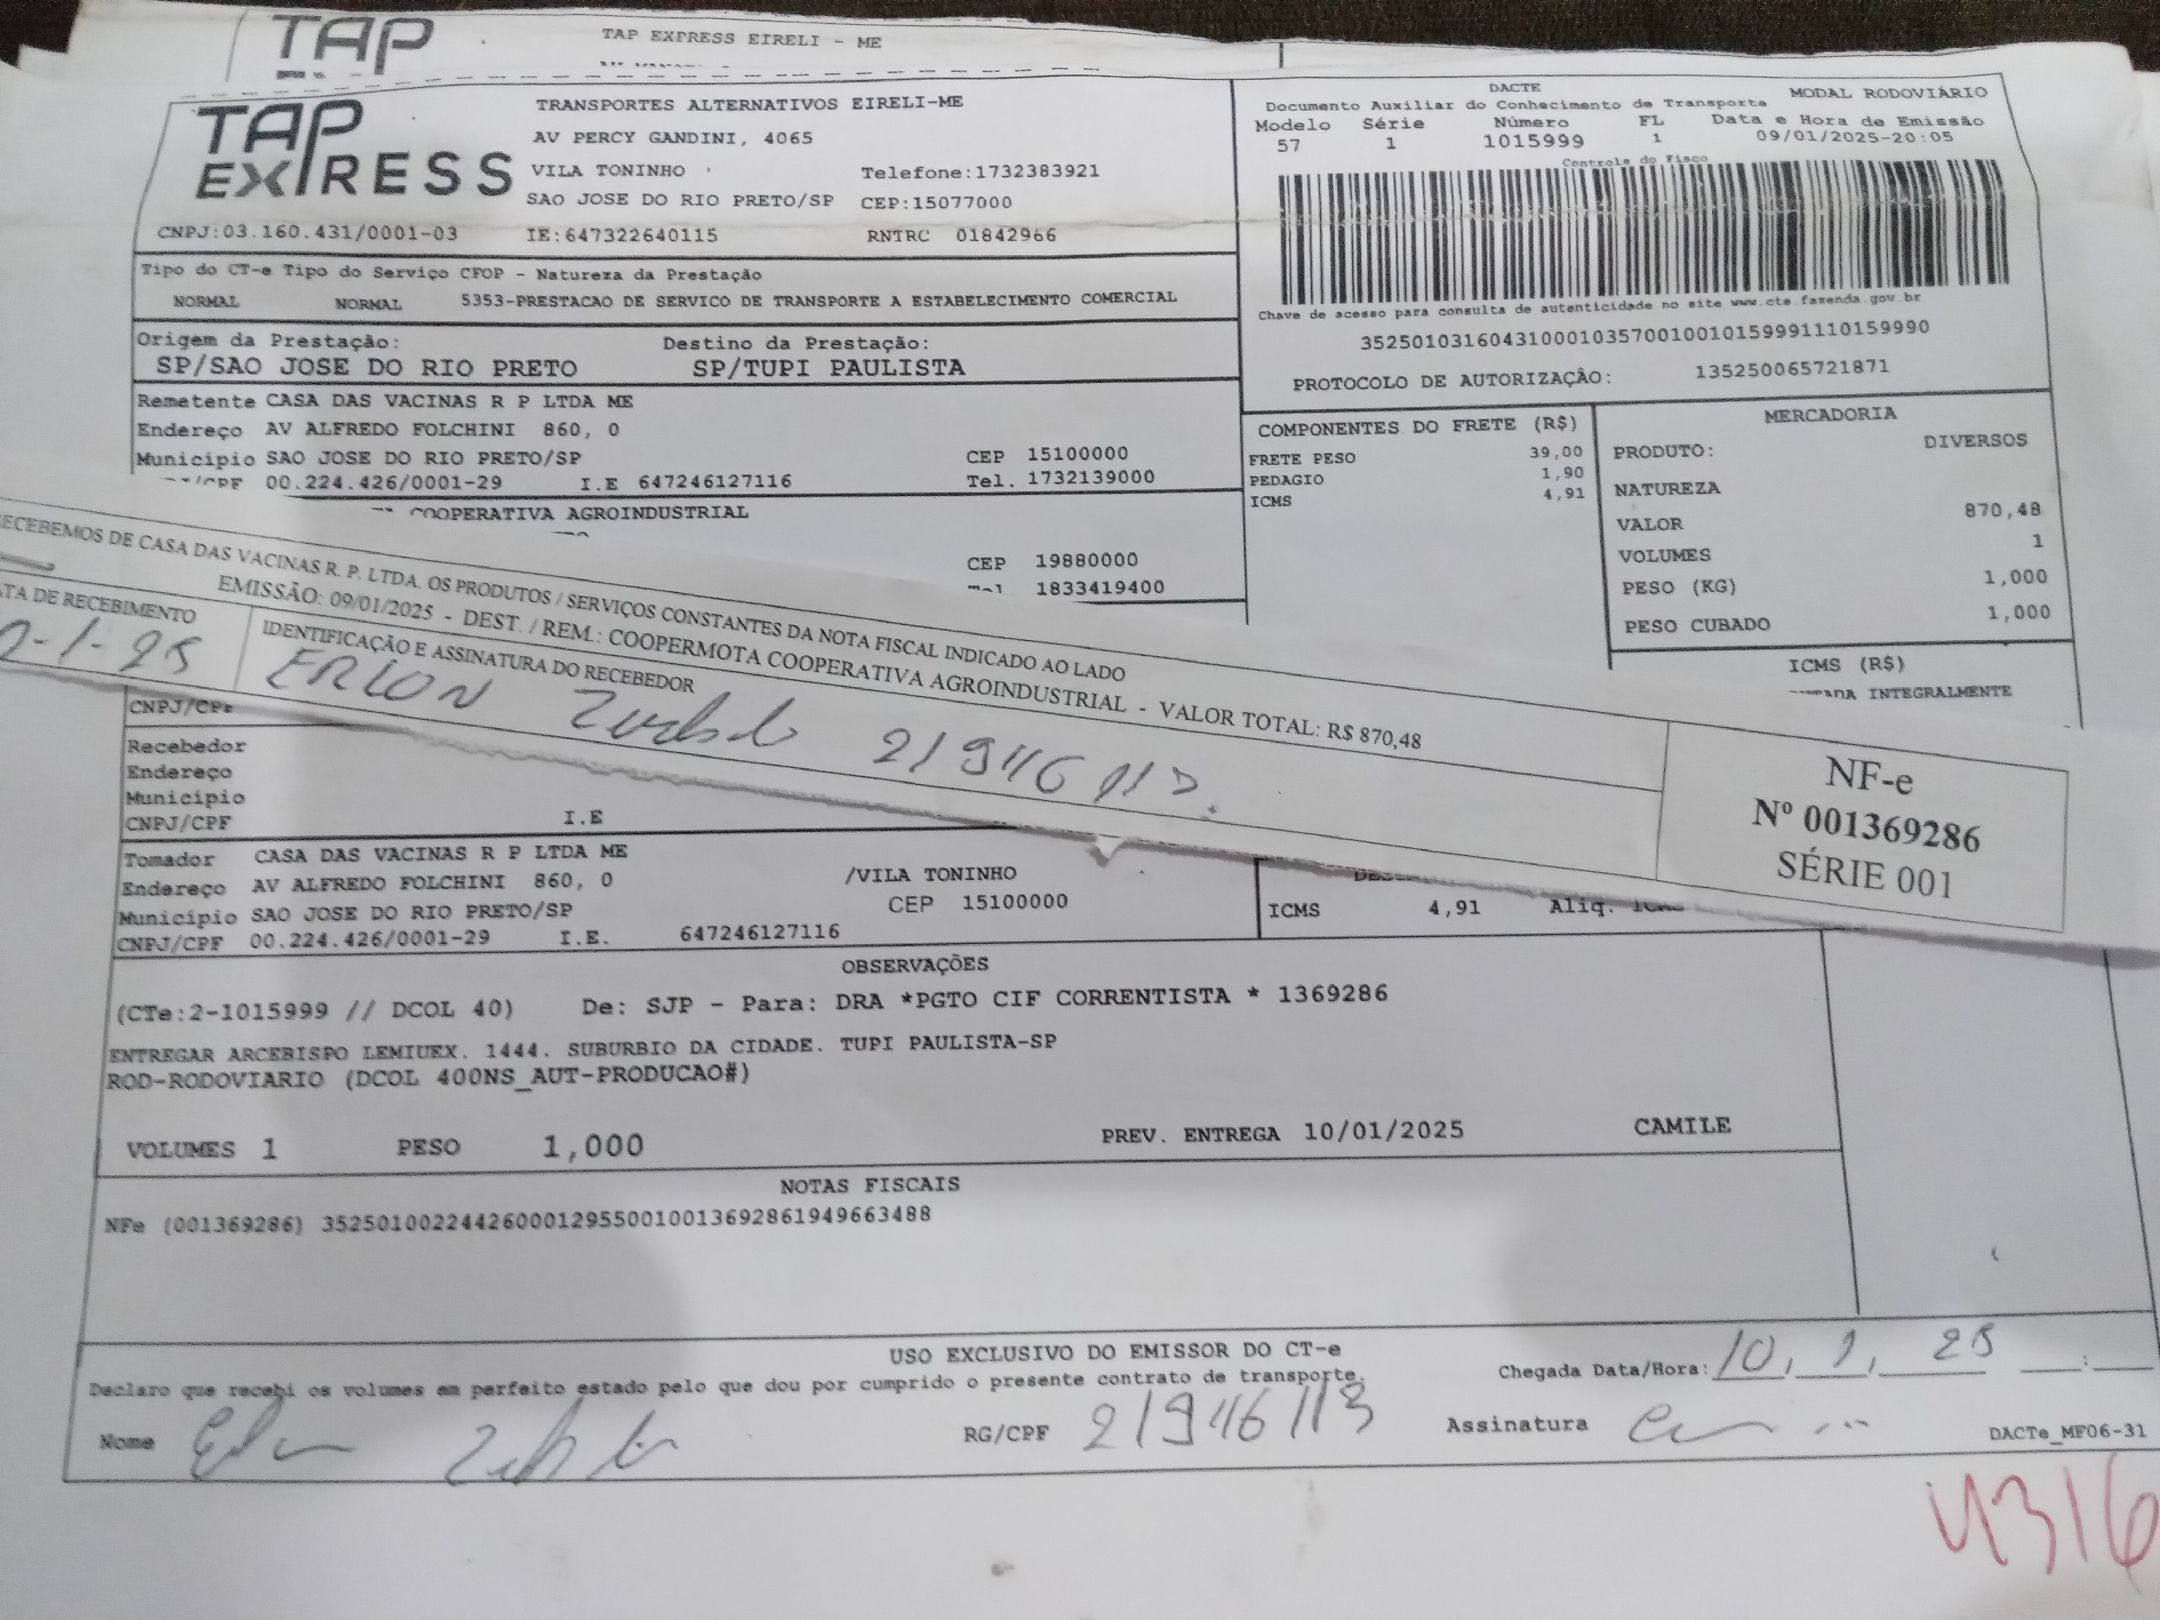 TAP
TAP EXPRESS EIRELI - ME
TAP EXPRESS
TRANSPORTES ALTERNATIVOS EIRELI-ME
AV PERCY GANDINI, 4065
VILA TONINHO Telefone:1732383921
SAO JOSE DO RIO PRETO/SP CEP:15077000
CNPJ:03.160.431/0001-03 IE:647322640115 RNTRC 01842966
DACTE MODAL RODOVIÁRIO
Documento Auxiliar do Conhecimento de Transporte
Modelo Série Número FL Data e Hora de Emissão
57 1 1015999 1 09/01/2025-20:05
Controle do Fisco
Chave de acesso para consulta de autenticidade no site www.cte.fazenda.gov.br
35250103160431000103570010010159991110159990
PROTOCOLO DE AUTORIZAÇÃO: 135250065721871
Tipo do CT-e Tipo do Serviço CFOP - Natureza da Prestação
NORMAL NORMAL 5353-PRESTACAO DE SERVICO DE TRANSPORTE A ESTABELECIMENTO COMERCIAL
Origem da Prestação: Destino da Prestação:
SP/SAO JOSE DO RIO PRETO SP/TUPI PAULISTA
Remetente CASA DAS VACINAS R P LTDA ME
Endereço AV ALFREDO FOLCHINI 860, 0
Município SAO JOSE DO RIO PRETO/SP CEP 15100000
/CPF 00.224.426/0001-29 I.E 647246127116 Tel. 1732139000
COOPERATIVA AGROINDUSTRIAL
CEP 19880000
1833419400
COMPONENTES DO FRETE (R$)
FRETE PESO 39,00
PEDAGIO 1,90
ICMS 4,91
MERCADORIA
PRODUTO: DIVERSOS
NATUREZA
VALOR 870,48
VOLUMES 1
PESO (KG) 1,000
PESO CUBADO 1,000
ICMS (R$)
INTEGRALMENTE
ECEBEMOS DE CASA DAS VACINAS R. P. LTDA. OS PRODUTOS / SERVIÇOS CONSTANTES DA NOTA FISCAL INDICADO AO LADO
EMISSÃO: 09/01/2025 - DEST. / REM.: COOPERMOTA COOPERATIVA AGROINDUSTRIAL - VALOR TOTAL: R$ 870,48
TA DE RECEBIMENTO IDENTIFICAÇÃO E ASSINATURA DO RECEBEDOR
-1-25 ERLON
NF-e
Nº 001369286
SÉRIE 001
CNPJ/CPF
Recebedor
Endereço
Município
CNPJ/CPF I.E
Tomador CASA DAS VACINAS R P LTDA ME
Endereço AV ALFREDO FOLCHINI 860, 0 /VILA TONINHO
Município SAO JOSE DO RIO PRETO/SP CEP 15100000
CNPJ/CPF 00.224.426/0001-29 I.E. 647246127116
ICMS 4,91 Aliq.
OBSERVAÇÕES
(CTe:2-1015999 // DCOL 40) De: SJP - Para: DRA *PGTO CIF CORRENTISTA * 1369286
ENTREGAR ARCEBISPO LEMIUEX. 1444. SUBURBIO DA CIDADE. TUPI PAULISTA-SP
ROD-RODOVIARIO (DCOL 400NS_AUT-PRODUCAO#)
VOLUMES 1 PESO 1,000 PREV. ENTREGA 10/01/2025 CAMILE
NOTAS FISCAIS
NFe (001369286) 35250100224426000129550010013692861949663488
USO EXCLUSIVO DO EMISSOR DO CT-e
Declaro que recebi os volumes em perfeito estado pelo que dou por cumprido o presente contrato de transporte.
Chegada Data/Hora: 10, 1, 25 :
Nome RG/CPF 21946113 Assinatura
DACTe_MF06-31
4316